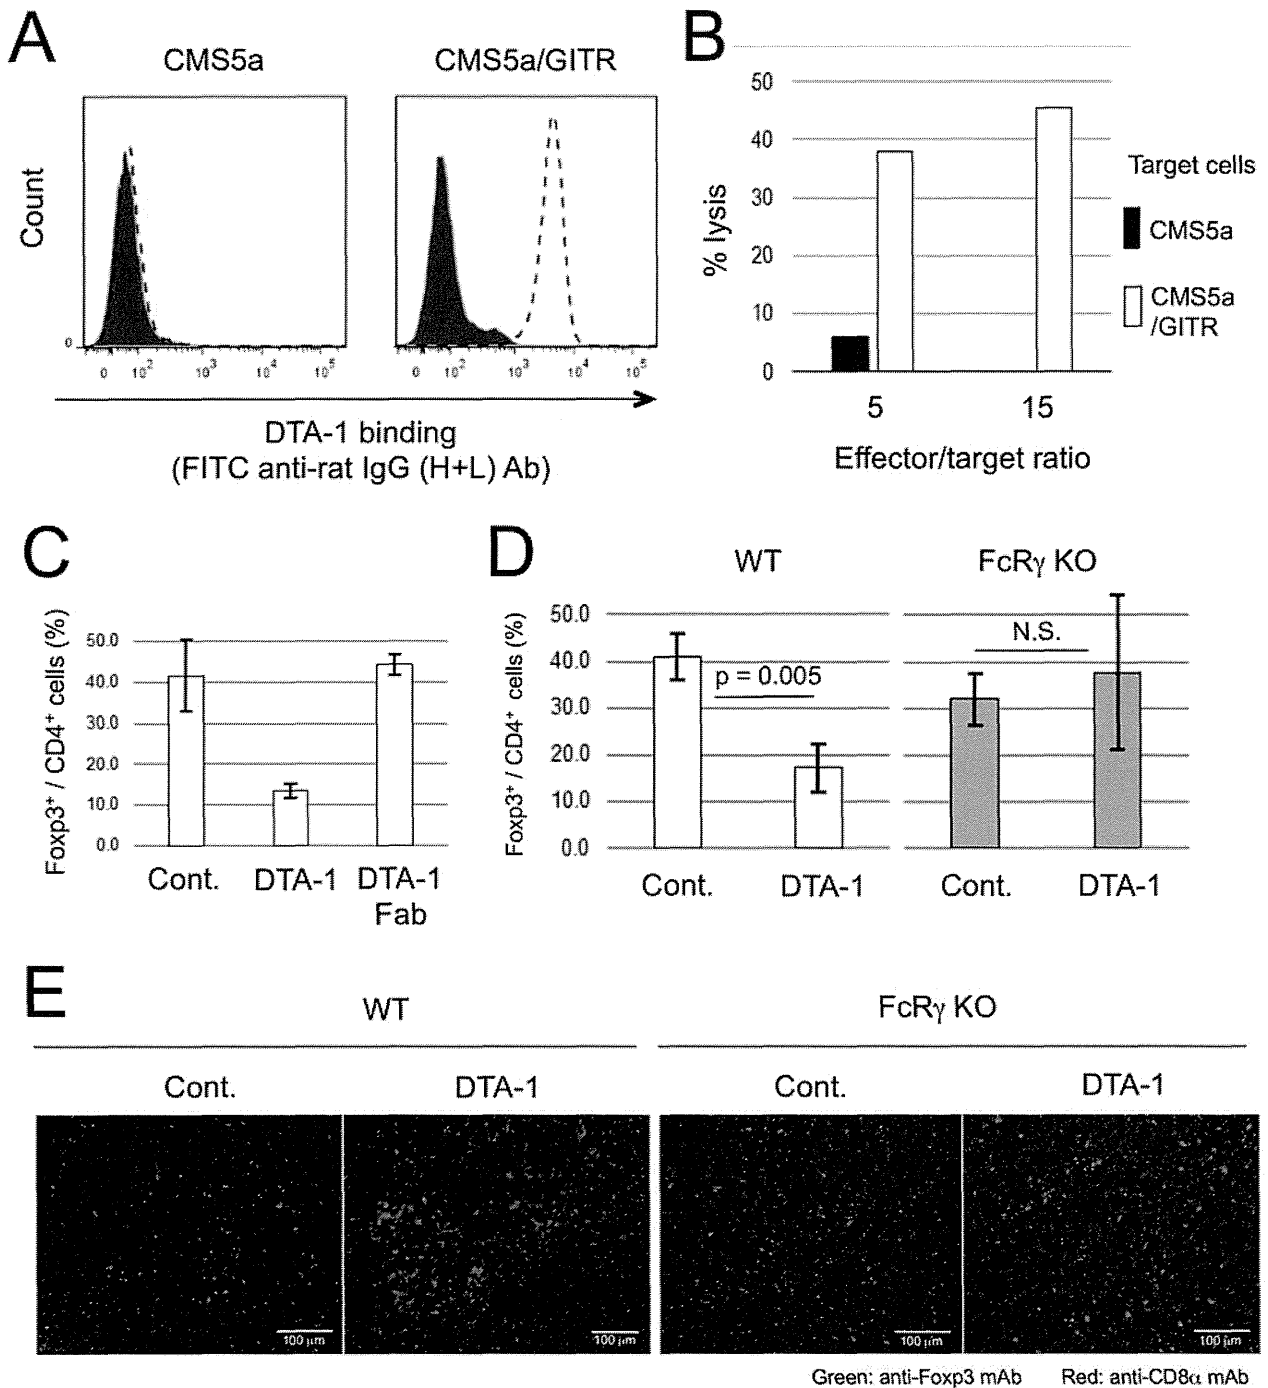 A
CMS5a
CMS5a/GITR
Count
0
0 10² 10³ 10⁴ 10⁵
0 10² 10³ 10⁴ 10⁵
DTA-1 binding
(FITC anti-rat IgG (H+L) Ab)
B
% lysis
50
40
30
20
10
0
5 15
Effector/target ratio
Target cells
CMS5a
CMS5a
/GITR
C
Foxp3⁺ / CD4⁺ cells (%)
50.0
40.0
30.0
20.0
10.0
0.0
Cont. DTA-1 DTA-1
Fab
D
WT
FcRγ KO
Foxp3⁺ / CD4⁺ cells (%)
50.0
40.0
30.0
20.0
10.0
0.0
p = 0.005
N.S.
Cont. DTA-1 Cont. DTA-1
E
WT
FcRγ KO
Cont. DTA-1 Cont. DTA-1
100 μm 100 μm 100 μm 100 μm
Green: anti-Foxp3 mAb Red: anti-CD8α mAb